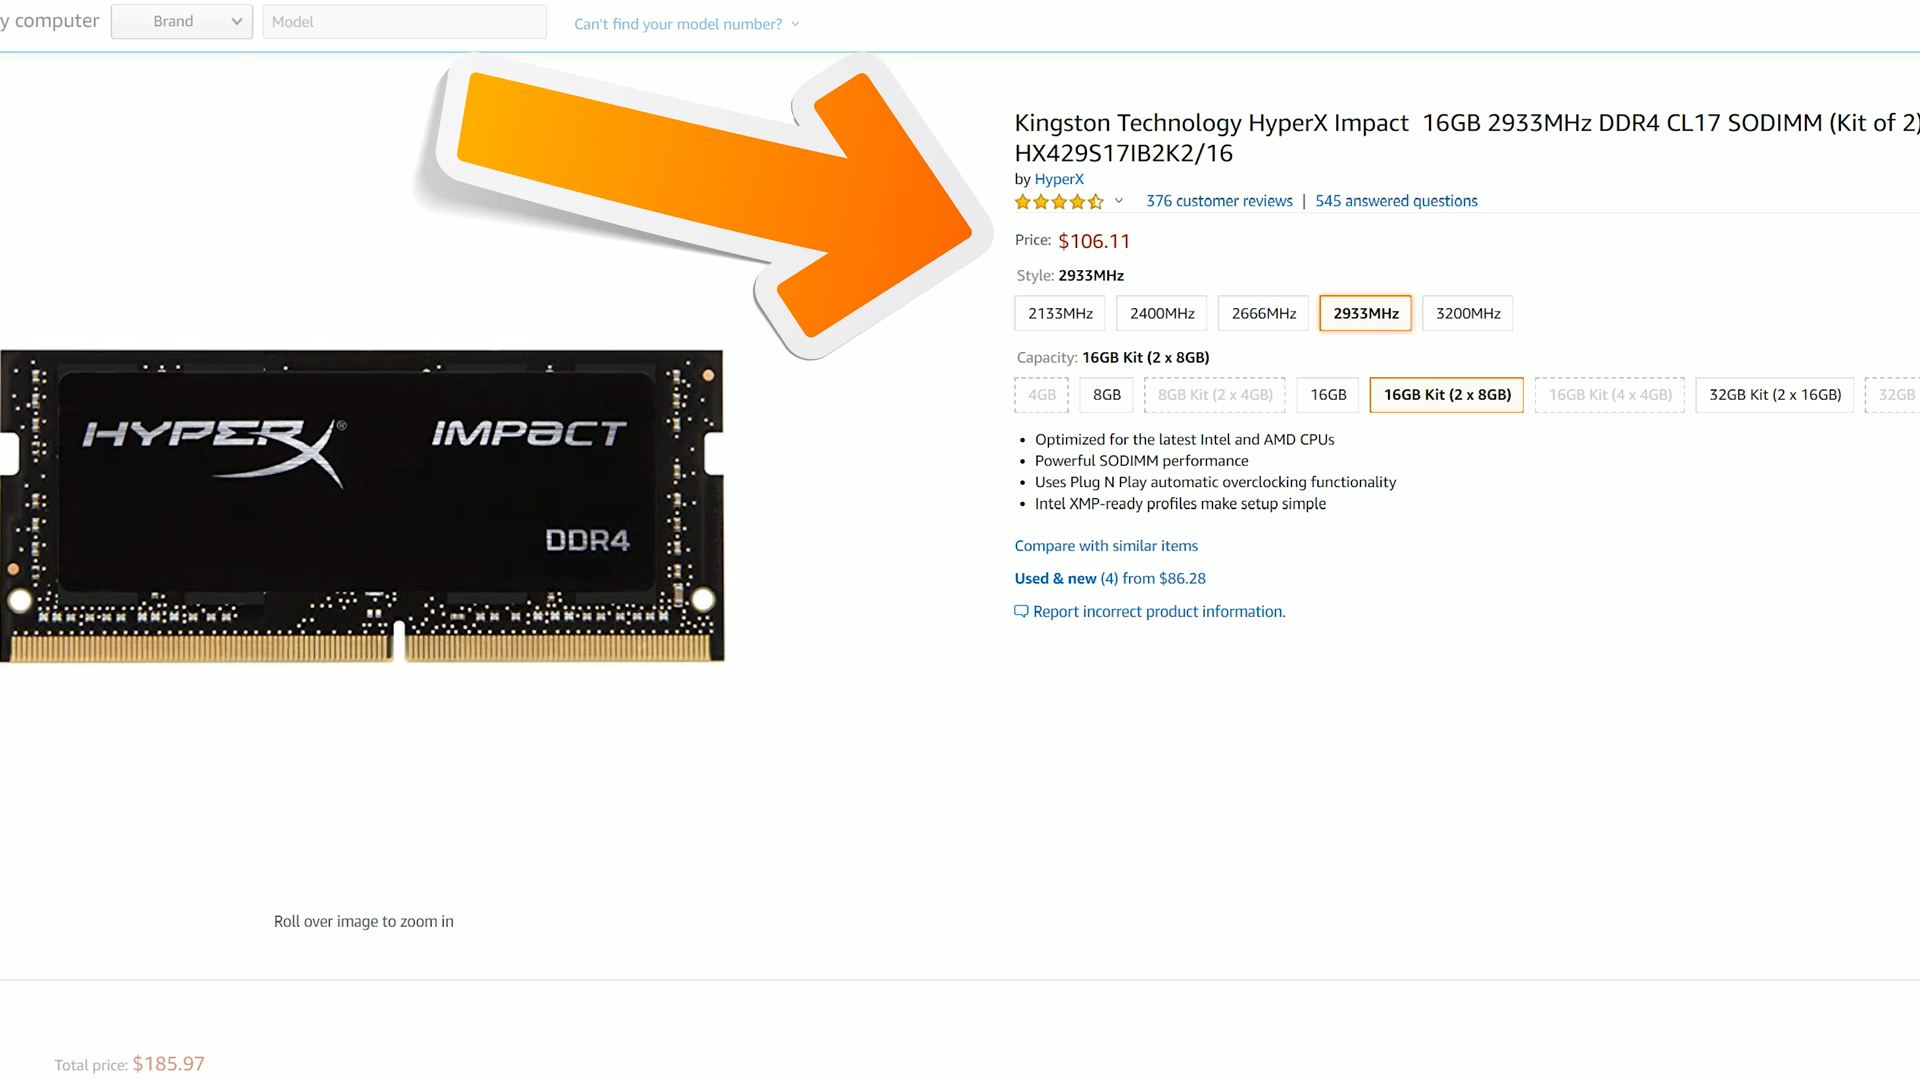 y computer
Brand
Model
Can't find your model number?
Kingston Technology HyperX Impact 16GB 2933MHz DDR4 CL17 SODIMM (Kit of 2)
HX429S17IB2K2/16
by HyperX
376 customer reviews | 545 answered questions
Price: $106.11
Style: 2933MHz
2133MHz 2400MHz 2666MHz 2933MHz 3200MHz
Capacity: 16GB Kit (2 x 8GB)
4GB 8GB 8GB Kit (2 x 4GB) 16GB 16GB Kit (2 x 8GB) 16GB Kit (4 x 4GB) 32GB Kit (2 x 16GB) 32GB
• Optimized for the latest Intel and AMD CPUs
• Powerful SODIMM performance
• Uses Plug N Play automatic overclocking functionality
• Intel XMP-ready profiles make setup simple
Compare with similar items
Used & new (4) from $86.28
Report incorrect product information.
HYPERX® IMPACT
DDR4
Roll over image to zoom in
Total price: $185.97